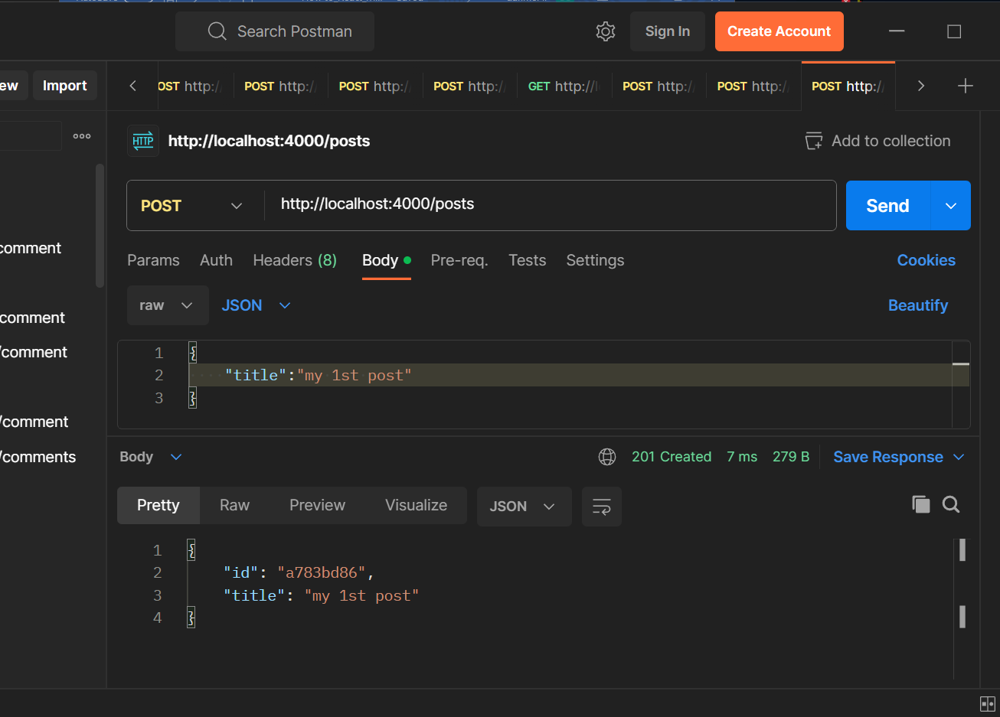 Search Postman
Sign In
Create Account
ew
Import
OST http:/
POST http:/
POST http:/
POST http:/
GET http://l
POST http:/
POST http:/
POST http:/
HTTP
http://localhost:4000/posts
Add to collection
POST
http://localhost:4000/posts
Send
Params
Auth
Headers (8)
Body
Pre-req.
Tests
Settings
Cookies
raw
JSON
Beautify
1 {
2 "title":"my 1st post"
3 }
comment
comment
/comment
/comment
/comments
Body
201 Created
7 ms
279 B
Save Response
Pretty
Raw
Preview
Visualize
JSON
1 {
2 "id": "a783bd86",
3 "title": "my 1st post"
4 }